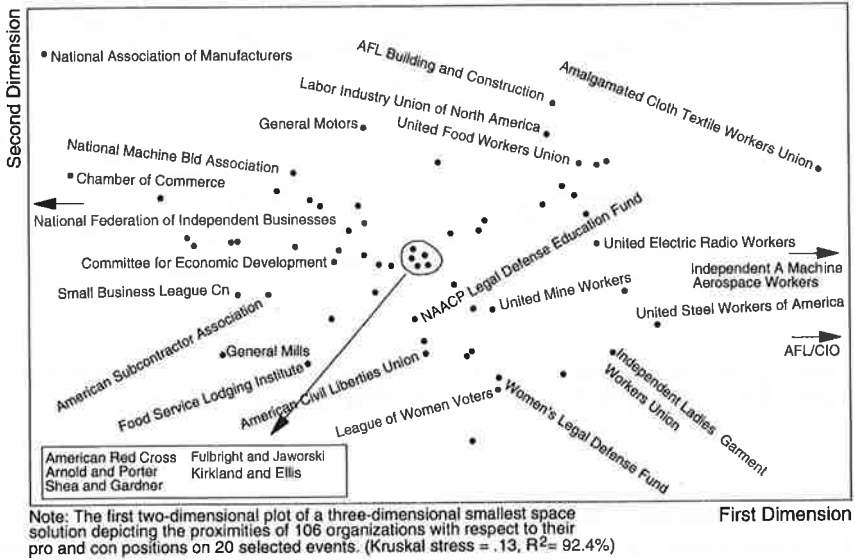 Second Dimension
National Association of Manufacturers
AFL Building and Construction
Amalgamated Cloth Textile Workers Union
Labor Industry Union of North America
General Motors
United Food Workers Union
National Machine Bld Association
Chamber of Commerce
National Federation of Independent Businesses
NAACP Legal Defense Education Fund
United Electric Radio Workers
Committee for Economic Development
Independent A Machine
Aerospace Workers
Small Business League Cn
United Mine Workers
United Steel Workers of America
American Subcontractor Association
AFL/CIO
General Mills
Food Service Lodging Institute
American Civil Liberties Union
Independent Ladies Garment
Workers Union
League of Women Voters
Women's Legal Defense Fund
American Red Cross Fulbright and Jaworski
Arnold and Porter Kirkland and Ellis
Shea and Gardner
First Dimension
Note: The first two-dimensional plot of a three-dimensional smallest space
solution depicting the proximities of 106 organizations with respect to their
pro and con positions on 20 selected events. (Kruskal stress = .13, R²= 92.4%)